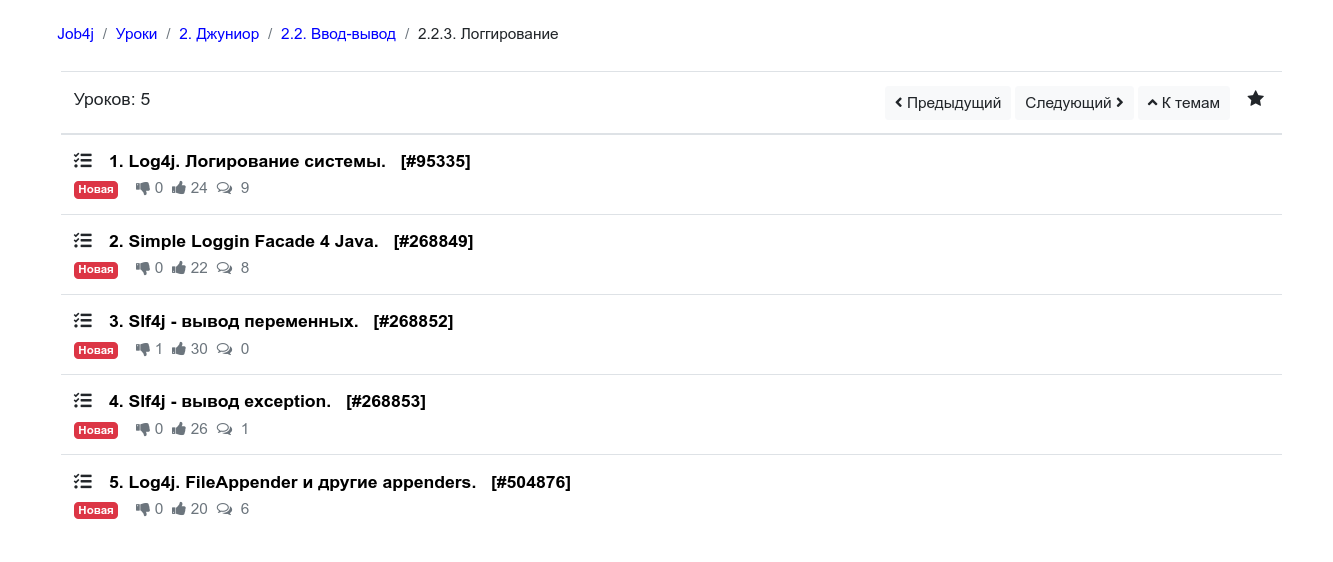 Job4j / Уроки / 2. Джуниор / 2.2. Ввод-вывод / 2.2.3. Логгирование
Уроков: 5 Предыдущий Следующий К темам
1. Log4j. Логирование системы. [#95335]
Новая 0 24 9
2. Simple Loggin Facade 4 Java. [#268849]
Новая 0 22 8
3. Slf4j - вывод переменных. [#268852]
Новая 1 30 0
4. Slf4j - вывод exception. [#268853]
Новая 0 26 1
5. Log4j. FileAppender и другие appenders. [#504876]
Новая 0 20 6